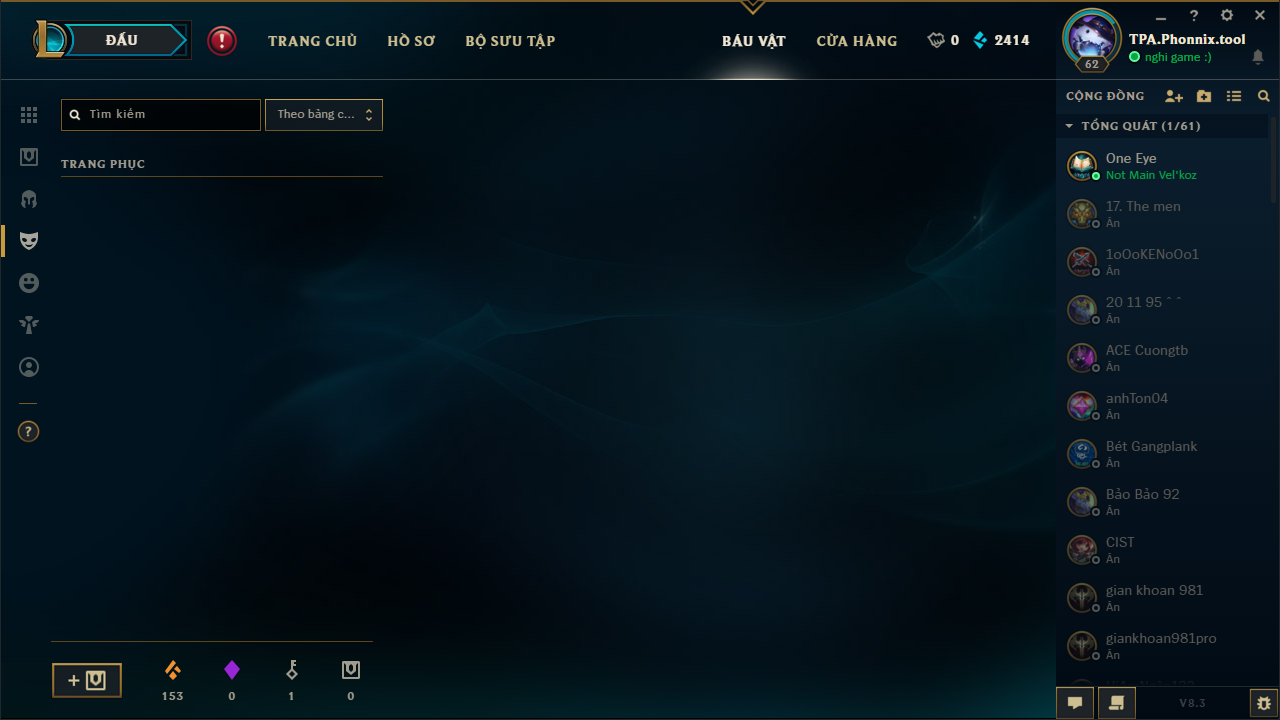 ĐẤU
TRANG CHỦ
HỒ SƠ
BỘ SƯU TẬP
BÁU VẬT
CỬA HÀNG
0
2414
62
TPA.Phonnix.tool
nghi game :)
Tìm kiếm
Theo bảng c...
TRANG PHỤC
CỘNG ĐỒNG
TỔNG QUÁT (1/61)
One Eye
Not Main Vel'koz
17. The men
Ẩn
1oOoKENoOo1
Ẩn
20 11 95 ˆ ˆ
Ẩn
ACE Cuongtb
Ẩn
anhTon04
Ẩn
Bét Gangplank
Ẩn
Bảo Bảo 92
Ẩn
CIST
Ẩn
gian khoan 981
Ẩn
giankhoan981pro
Ẩn
153
0
1
0
V8.3